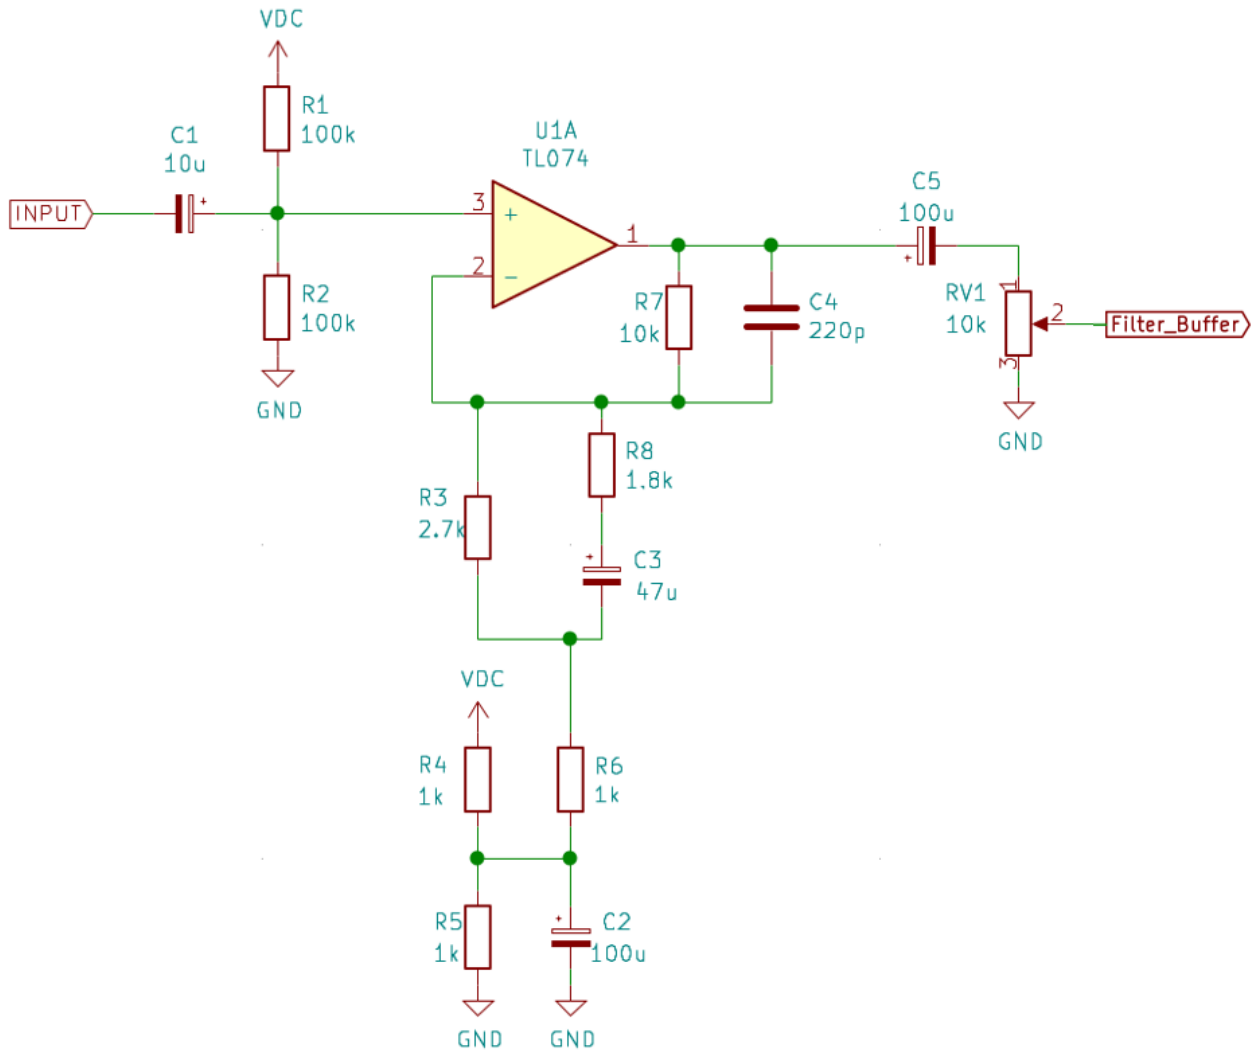 VDC
R1
100k
C1
10u
INPUT
+
R2
100k
GND
U1A
TL074
3
+
2
−
1
R7
10k
C4
220p
C5
100u
+
RV1
10k
1
2
3
Filter_Buffer
GND
R8
1.8k
R3
2.7k
+
C3
47u
VDC
R4
1k
R6
1k
R5
1k
+
C2
100u
GND
GND